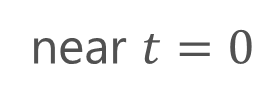 near 𝑡 = 0